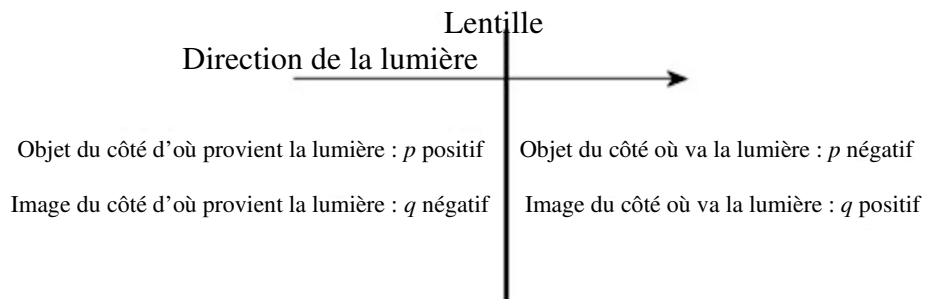 Lentille
Direction de la lumière
Objet du côté d’où provient la lumière : p positif
Objet du côté où va la lumière : p négatif
Image du côté d’où provient la lumière : q négatif
Image du côté où va la lumière : q positif